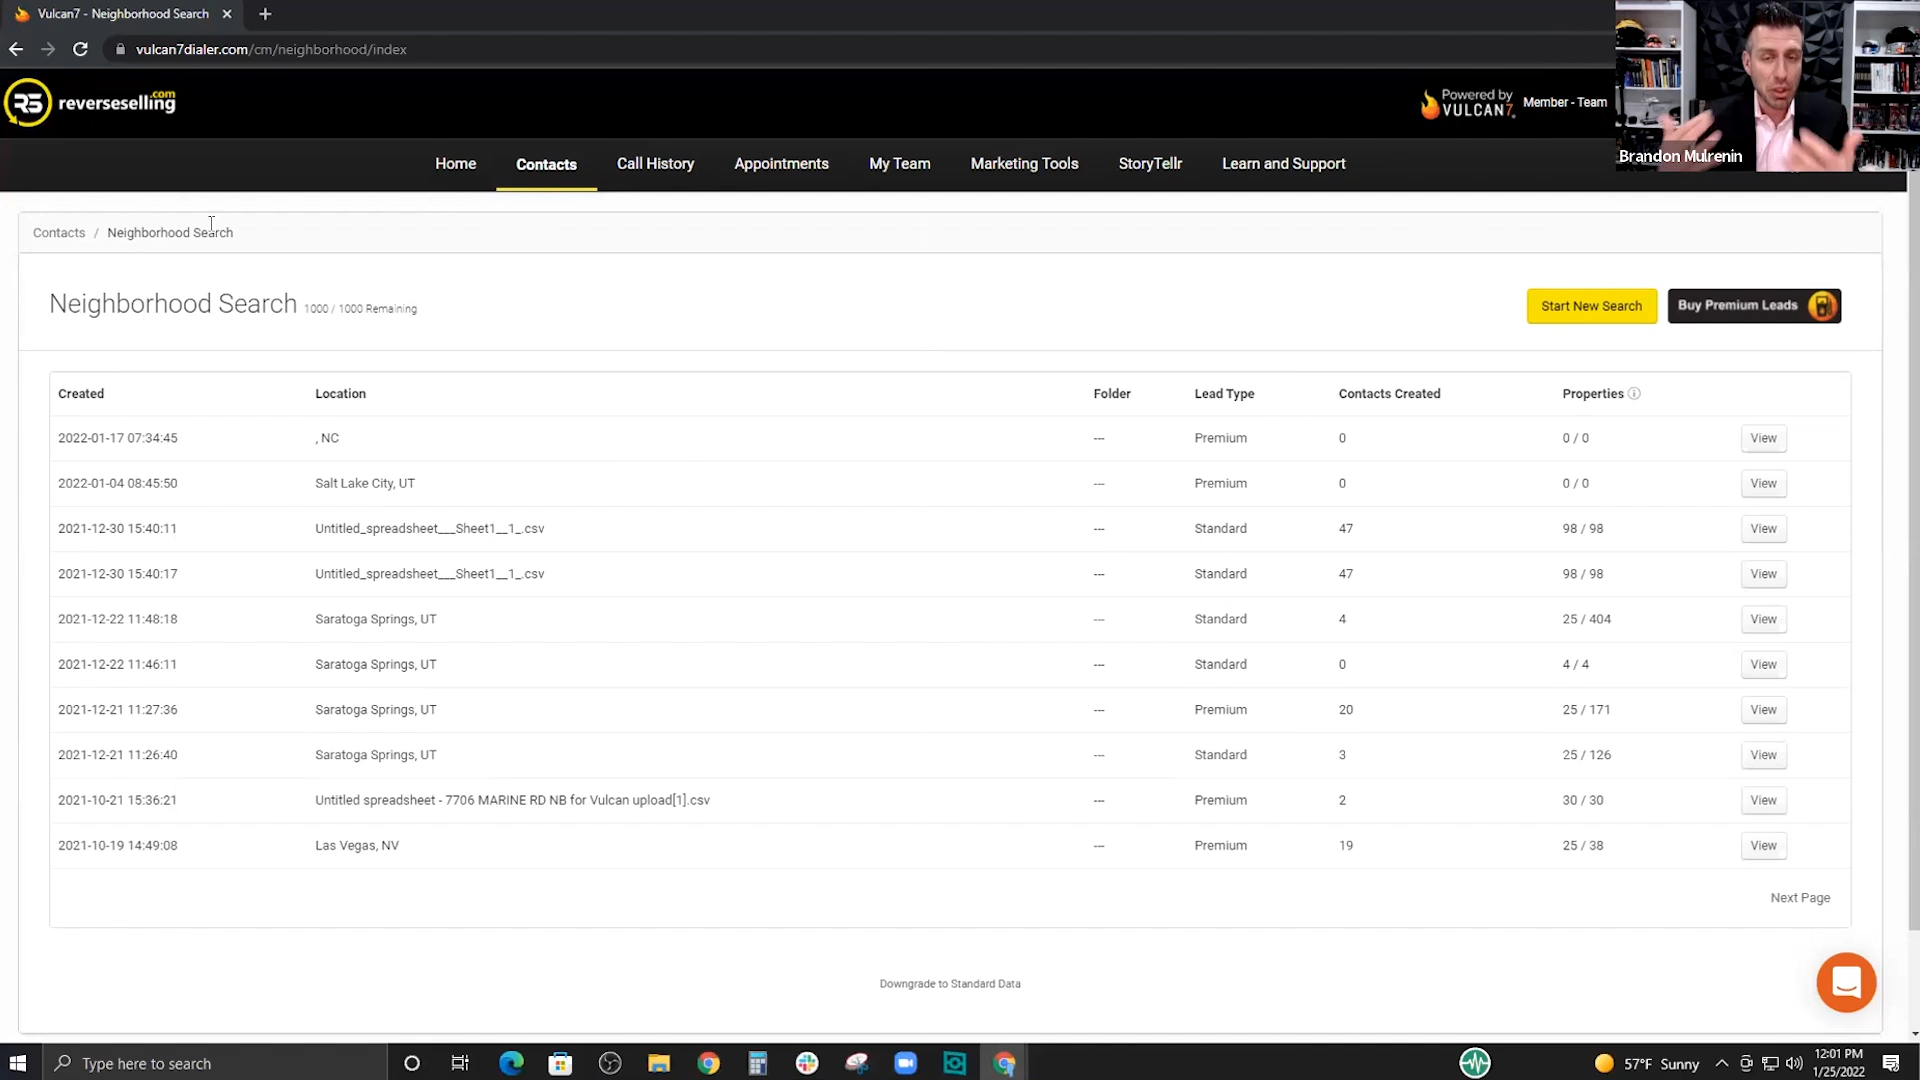 Vulcan7 - Neighborhood Search
vulcan7dialer.com/cm/neighborhood/index
RS reverseselling.com
Powered by VULCAN7
Member - Team
Brandon Mulrenin
Home Contacts Call History Appointments My Team Marketing Tools StoryTellr Learn and Support
Contacts / Neighborhood Search
Neighborhood Search 1000 / 1000 Remaining
Start New Search Buy Premium Leads
Created Location Folder Lead Type Contacts Created Properties
2022-01-17 07:34:45 , NC --- Premium 0 0 / 0 View
2022-01-04 08:45:50 Salt Lake City, UT --- Premium 0 0 / 0 View
2021-12-30 15:40:11 Untitled_spreadsheet___Sheet1__1_.csv --- Standard 47 98 / 98 View
2021-12-30 15:40:17 Untitled_spreadsheet___Sheet1__1_.csv --- Standard 47 98 / 98 View
2021-12-22 11:48:18 Saratoga Springs, UT --- Standard 4 25 / 404 View
2021-12-22 11:46:11 Saratoga Springs, UT --- Standard 0 4 / 4 View
2021-12-21 11:27:36 Saratoga Springs, UT --- Premium 20 25 / 171 View
2021-12-21 11:26:40 Saratoga Springs, UT --- Standard 3 25 / 126 View
2021-10-21 15:36:21 Untitled spreadsheet - 7706 MARINE RD NB for Vulcan upload[1].csv --- Premium 2 30 / 30 View
2021-10-19 14:49:08 Las Vegas, NV --- Premium 19 25 / 38 View
Next Page
Downgrade to Standard Data
Type here to search
57°F Sunny
12:01 PM
1/25/2022